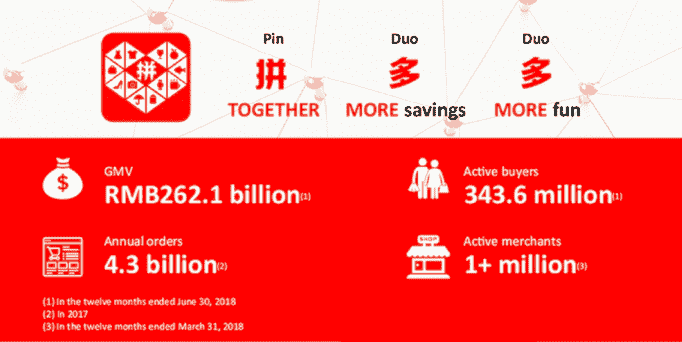 Pin Duo Duo
拼 多 多
TOGETHER MORE savings MORE fun
拼
GMV
RMB262.1 billion(1)
Active buyers
343.6 million(1)
$
Annual orders
4.3 billion(2)
SHOP
Active merchants
1+ million(3)
(1) In the twelve months ended June 30, 2018
(2) In 2017
(3) In the twelve months ended March 31, 2018